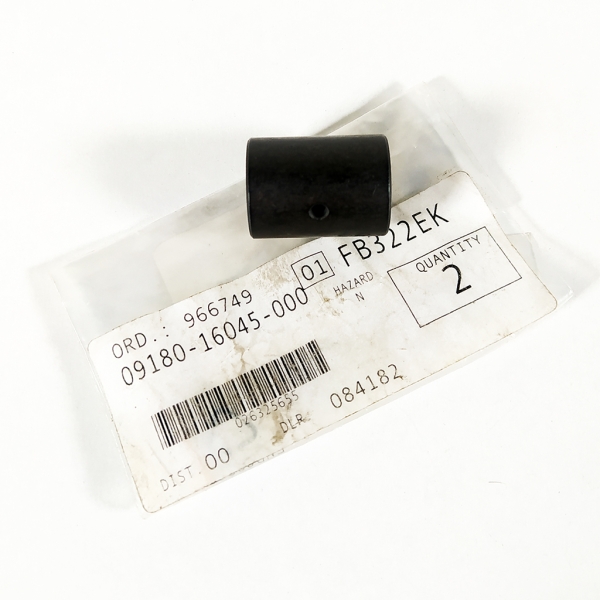 ORD.: 966749
01 FB322EK
09180-16045-000
HAZARD
N
QUANTITY
2
026325655
DLR 084182
DIST. 00